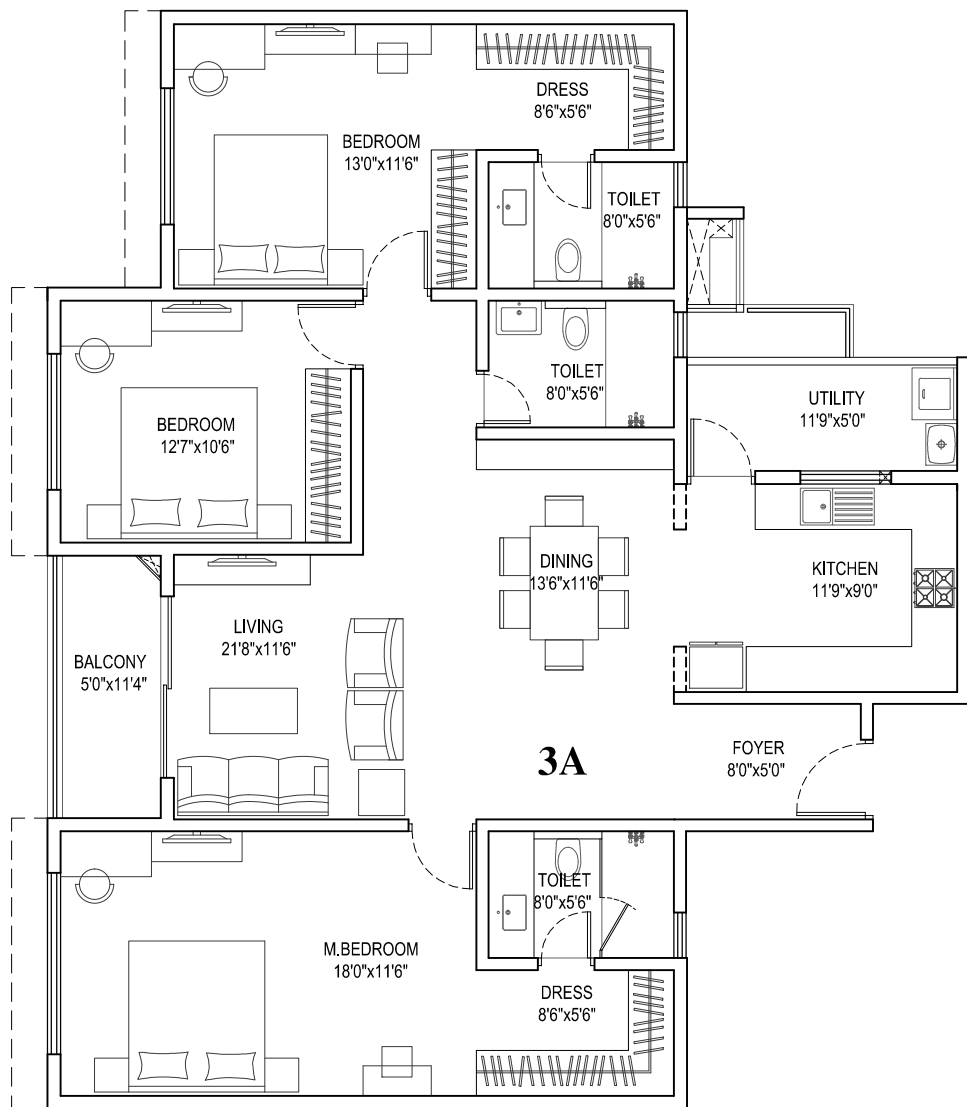 DRESS
8'6"x5'6"
BEDROOM
13'0"x11'6"
TOILET
8'0"x5'6"
TOILET
8'0"x5'6"
UTILITY
11'9"x5'0"
BEDROOM
12'7"x10'6"
DINING
13'6"x11'6"
KITCHEN
11'9"x9'0"
LIVING
21'8"x11'6"
BALCONY
5'0"x11'4"
3A
FOYER
8'0"x5'0"
TOILET
8'0"x5'6"
M.BEDROOM
18'0"x11'6"
DRESS
8'6"x5'6"